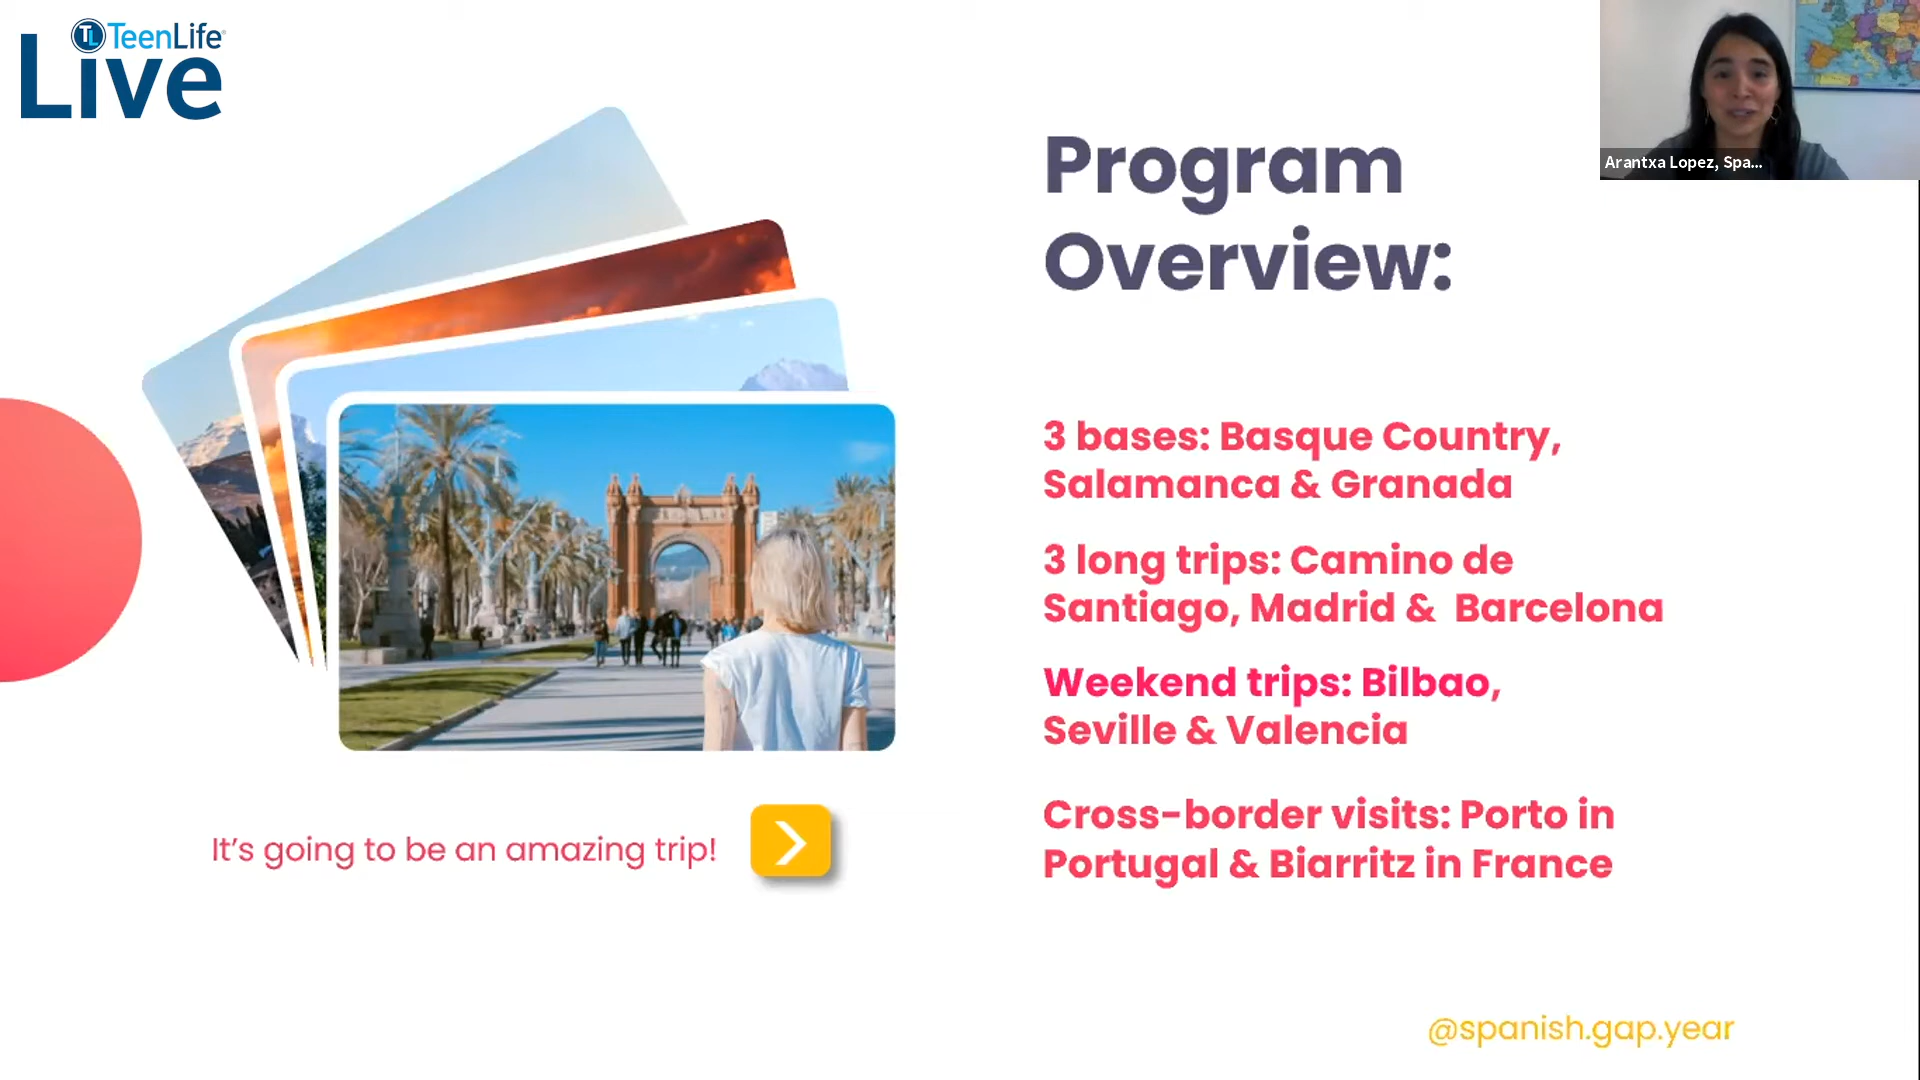 TL TeenLife
Live
Arantxa Lopez, Spa...
Program
Overview:
3 bases: Basque Country,
Salamanca & Granada
3 long trips: Camino de
Santiago, Madrid & Barcelona
Weekend trips: Bilbao,
Seville & Valencia
Cross-border visits: Porto in
Portugal & Biarritz in France
It's going to be an amazing trip!
@spanish.gap.year